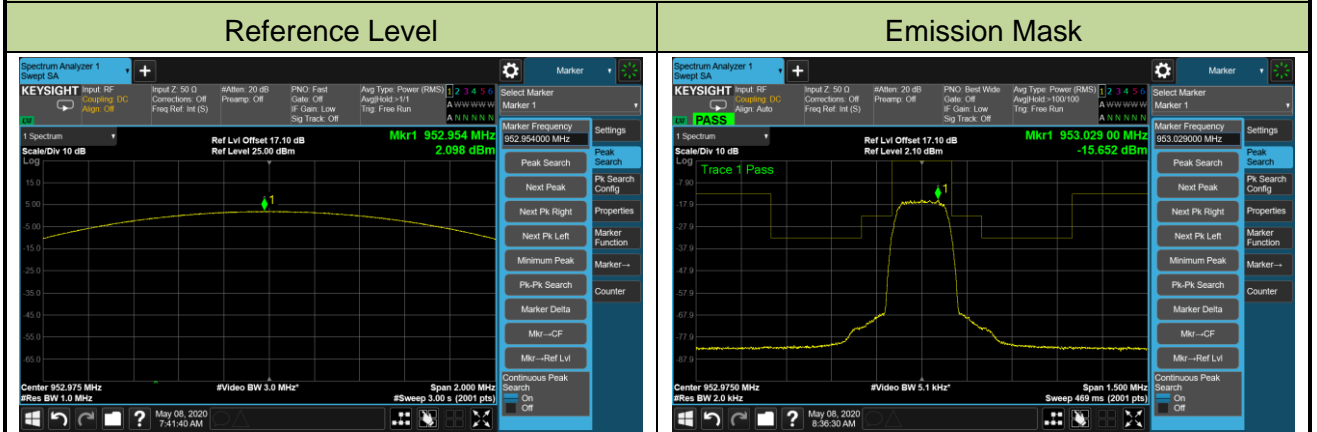 Reference Level
Emission Mask
Spectrum Analyzer 1
Swept SA
Marker
KEYSIGHT
Input: RF
Coupling: DC
Align: Off
Input Z: 50 Ω
Corrections: Off
Freq Ref: Int (S)
#Atten: 20 dB
Preamp: Off
PNO: Fast
Gate: Off
IF Gain: Low
Sig Track: Off
Avg Type: Power (RMS)
Avg|Hold:>1/1
Trig: Free Run
1 2 3 4 5 6
A W W W W W
A N N N N N
Select Marker
Marker 1
LXI
1 Spectrum
Scale/Div 10 dB
Log
Ref Lvl Offset 17.10 dB
Ref Level 25.00 dBm
Mkr1 952.954 MHz
2.098 dBm
15.0
5.00
-5.00
-15.0
-25.0
-35.0
-45.0
-55.0
-65.0
1
Center 952.975 MHz
#Res BW 1.0 MHz
#Video BW 3.0 MHz*
Span 2.000 MHz
#Sweep 3.00 s (2001 pts)
Marker Frequency
952.954000 MHz
Peak Search
Next Peak
Next Pk Right
Next Pk Left
Minimum Peak
Pk-Pk Search
Marker Delta
Mkr→CF
Mkr→Ref Lvl
Continuous Peak
Search
On
Off
Settings
Peak
Search
Pk Search
Config
Properties
Marker
Function
Marker→
Counter
?
May 08, 2020
7:41:40 AM
Spectrum Analyzer 1
Swept SA
Marker
KEYSIGHT
Input: RF
Coupling: DC
Align: Auto
Input Z: 50 Ω
Corrections: Off
Freq Ref: Int (S)
#Atten: 20 dB
Preamp: Off
PNO: Best Wide
Gate: Off
IF Gain: Low
Sig Track: Off
Avg Type: Power (RMS)
Avg|Hold:>100/100
Trig: Free Run
1 2 3 4 5 6
A W W W W W
A N N N N N
Select Marker
Marker 1
LXI
PASS
1 Spectrum
Scale/Div 10 dB
Log
Ref Lvl Offset 17.10 dB
Ref Level 2.10 dBm
Mkr1 953.029 00 MHz
-15.652 dBm
Trace 1 Pass
-7.90
-17.9
-27.9
-37.9
-47.9
-57.9
-67.9
-77.9
-87.9
1
Center 952.9750 MHz
#Res BW 2.0 kHz
#Video BW 5.1 kHz*
Span 1.500 MHz
Sweep 469 ms (2001 pts)
Marker Frequency
953.029000 MHz
Peak Search
Next Peak
Next Pk Right
Next Pk Left
Minimum Peak
Pk-Pk Search
Marker Delta
Mkr→CF
Mkr→Ref Lvl
Continuous Peak
Search
On
Off
Settings
Peak
Search
Pk Search
Config
Properties
Marker
Function
Marker→
Counter
?
May 08, 2020
8:36:30 AM